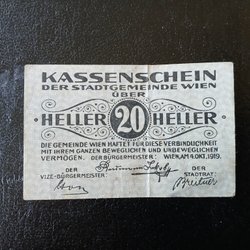 KASSENSCHEIN
DER STADTGEMEINDE WIEN
ÜBER
HELLER 20 HELLER
DIE GEMEINDE WIEN HAFTET FÜR DIESE VERBINDLICHKEIT
MIT IHREM GANZEN BEWEGLICHEN UND UNBEWEGLICHEN
VERMÖGEN. DER BÜRGERMEISTER: WIEN, AM 4. OKT. 1919.
DER
VIZE-BÜRGERMEISTER:
DER
STADTRAT: